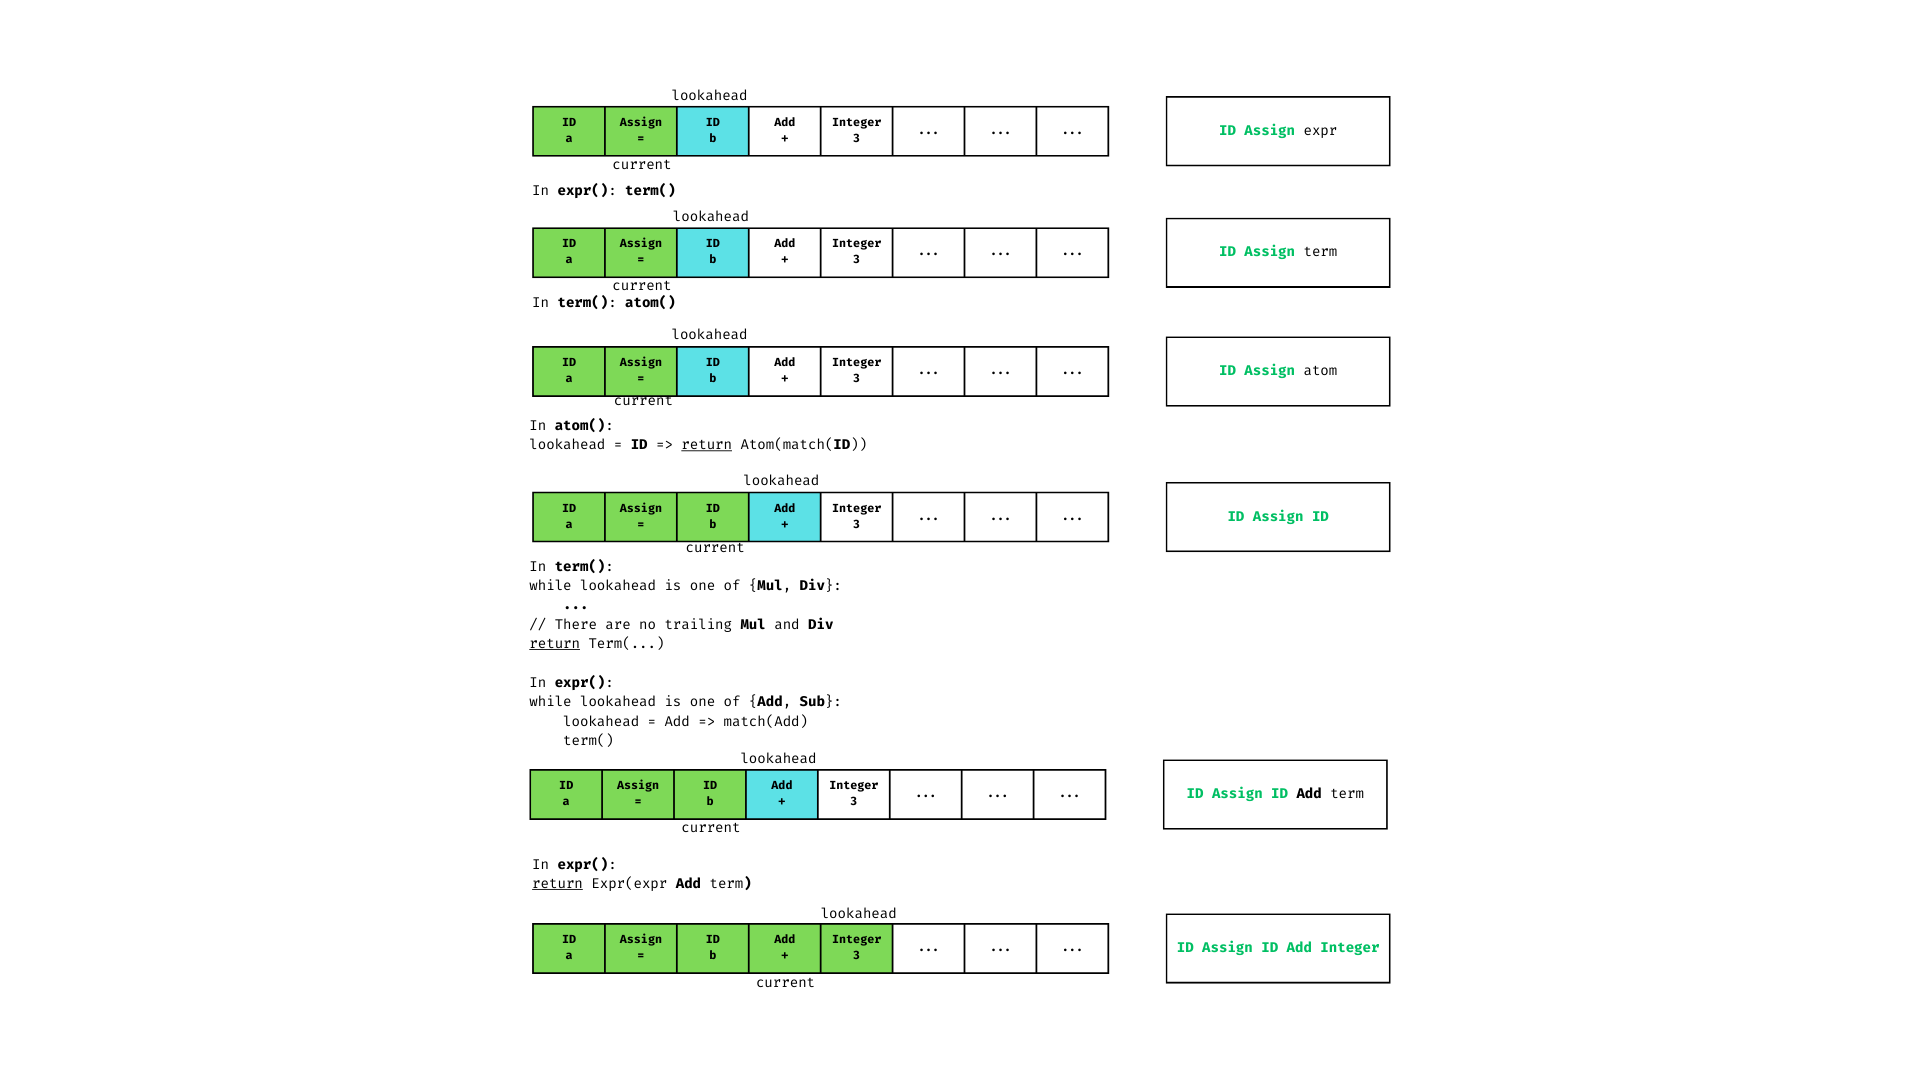 lookahead
ID Assign ID Add Integer ... ... ...
a = b + 3
current
ID Assign expr
In expr(): term()
lookahead
ID Assign ID Add Integer ... ... ...
a = b + 3
current
ID Assign term
In term(): atom()
lookahead
ID Assign ID Add Integer ... ... ...
a = b + 3
current
ID Assign atom
In atom():
lookahead = ID => return Atom(match(ID))
lookahead
ID Assign ID Add Integer ... ... ...
a = b + 3
current
ID Assign ID
In term():
while lookahead is one of {Mul, Div}:
...
// There are no trailing Mul and Div
return Term(...)
In expr():
while lookahead is one of {Add, Sub}:
lookahead = Add => match(Add)
term()
lookahead
ID Assign ID Add Integer ... ... ...
a = b + 3
current
ID Assign ID Add term
In expr():
return Expr(expr Add term)
lookahead
ID Assign ID Add Integer ... ... ...
a = b + 3
current
ID Assign ID Add Integer